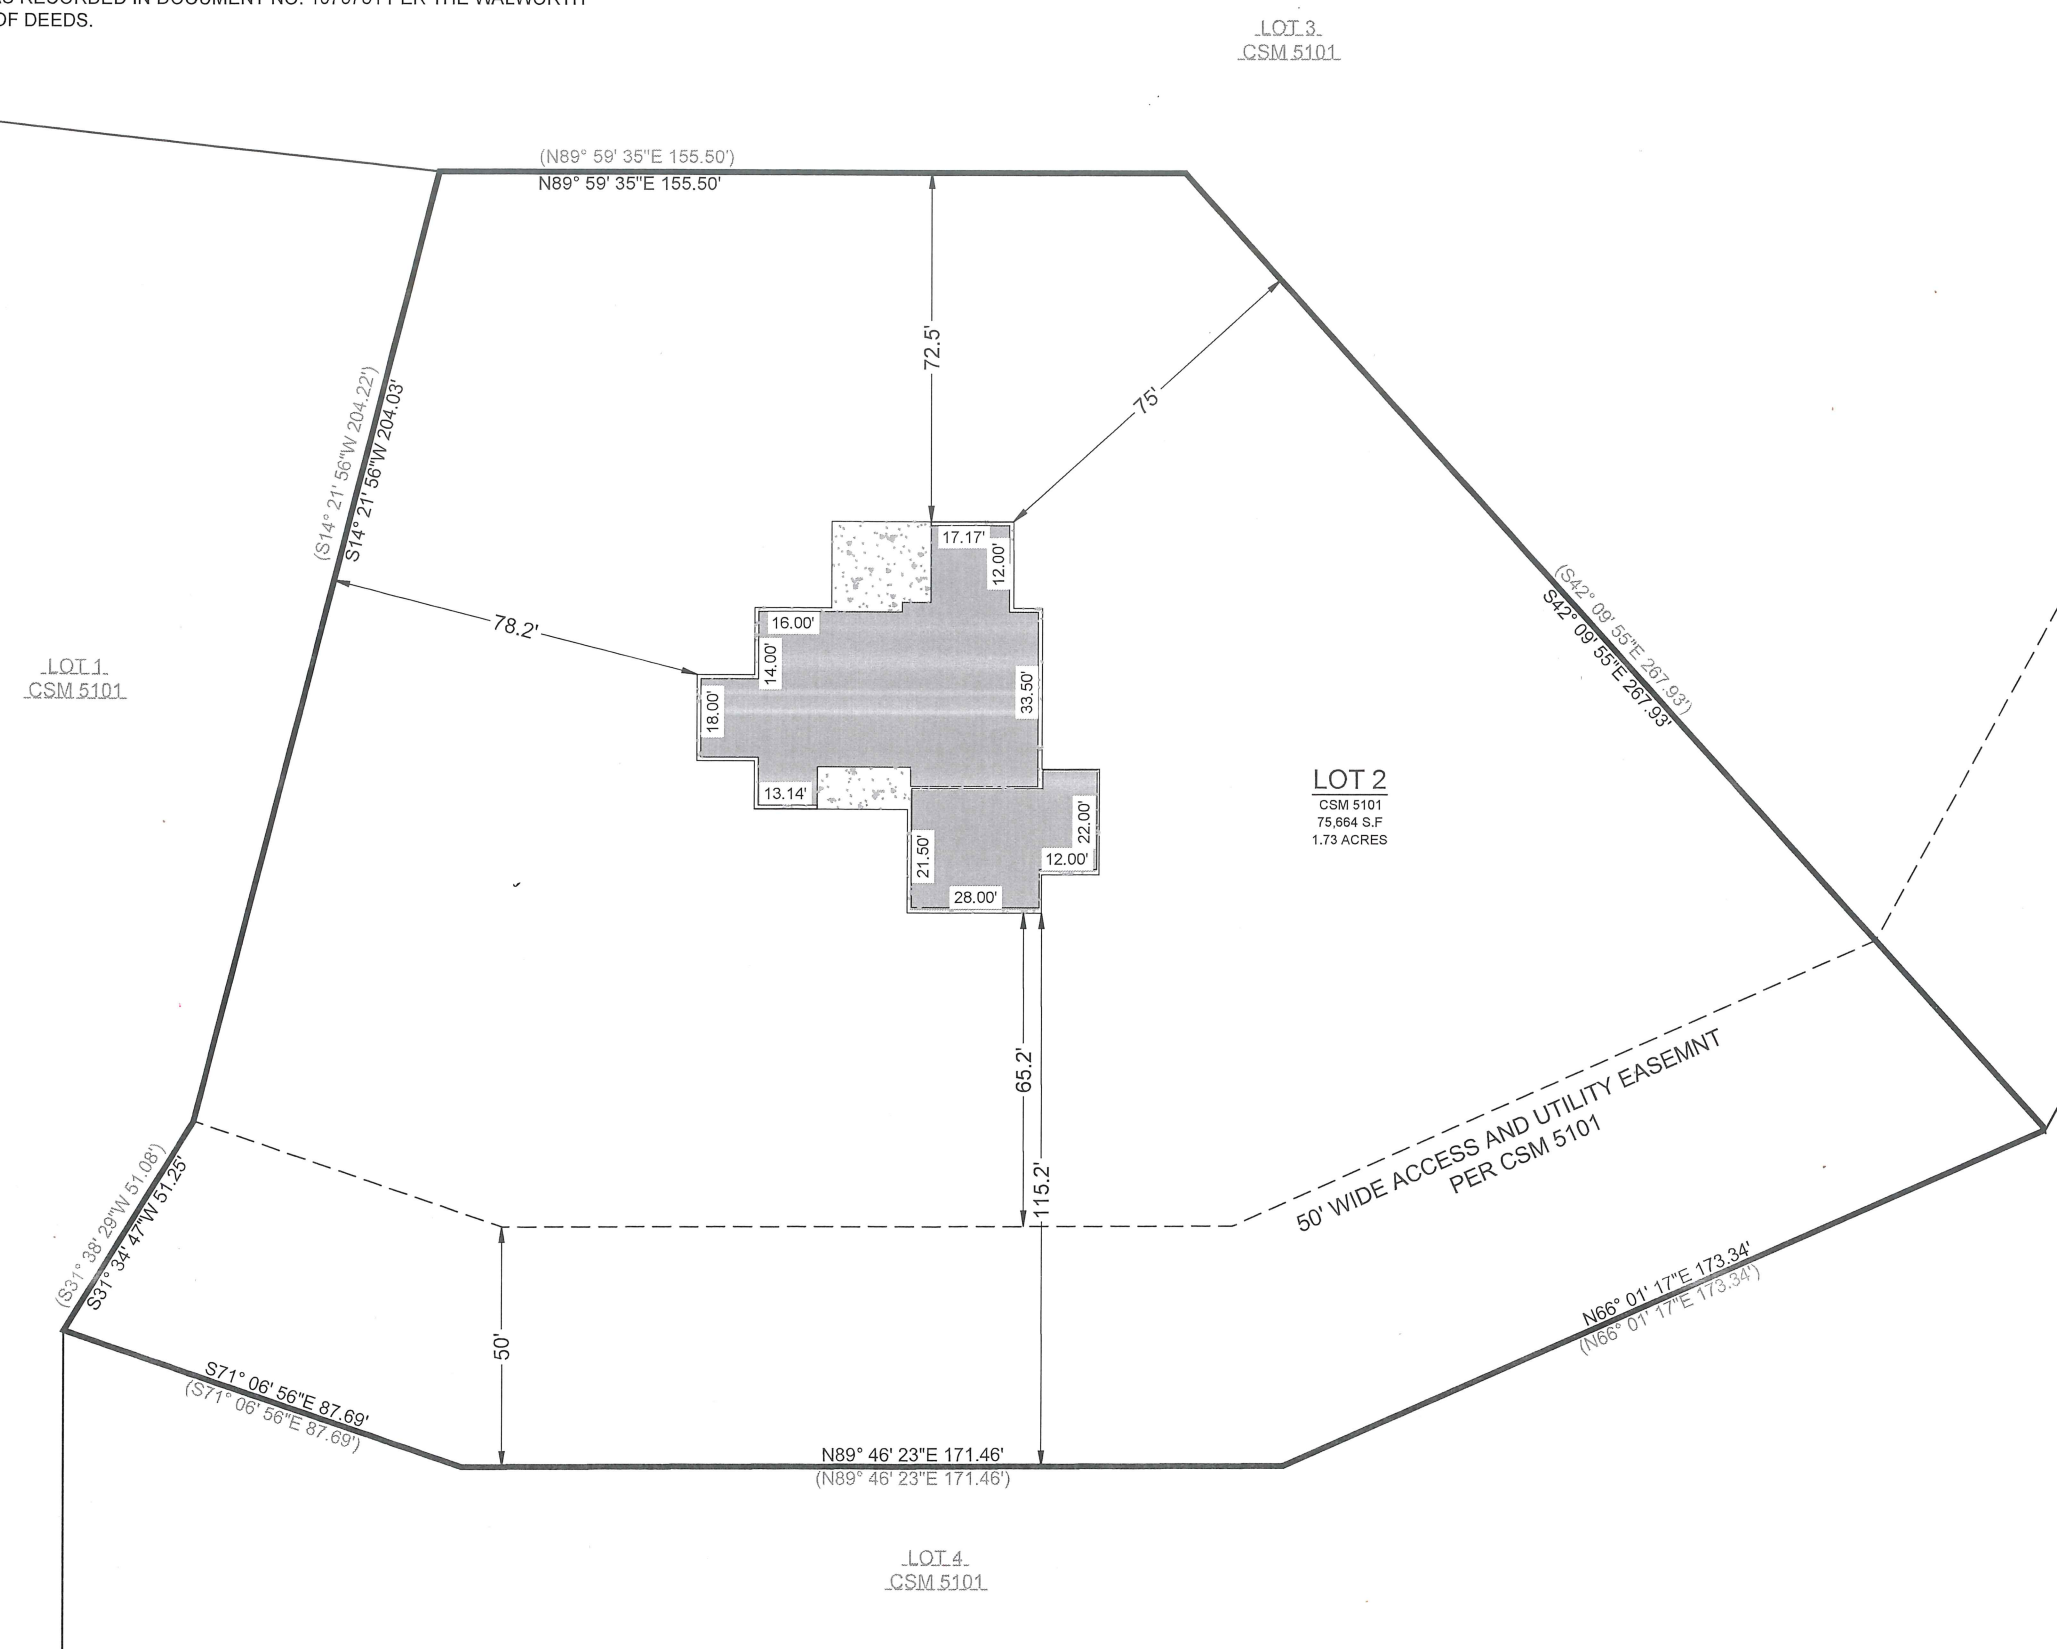 OF DEEDS.
LOT 3
CSM 5101
(N89° 59' 35"E 155.50')
N89° 59' 35"E 155.50'
72.5'
75'
(S14° 21' 56"W 204.22')
S14° 21' 56"W 204.03'
78.2'
17.17'
12.00'
16.00'
14.00'
18.00'
33.50'
13.14'
21.50'
22.00'
12.00'
28.00'
(S42° 09' 55"E 267.93')
S42° 09' 55"E 267.93'
LOT 1
CSM 5101
LOT 2
CSM 5101
75,664 S.F
1.73 ACRES
65.2'
115.2'
50' WIDE ACCESS AND UTILITY EASEMNT
PER CSM 5101
(S31° 38' 29"W 51.08')
S31° 34' 47"W 51.25'
50'
N66° 01' 17"E 173.34'
(N66° 01' 17"E 173.34')
S71° 06' 56"E 87.69'
(S71° 06' 56"E 87.69')
N89° 46' 23"E 171.46'
(N89° 46' 23"E 171.46')
LOT 4
CSM 5101